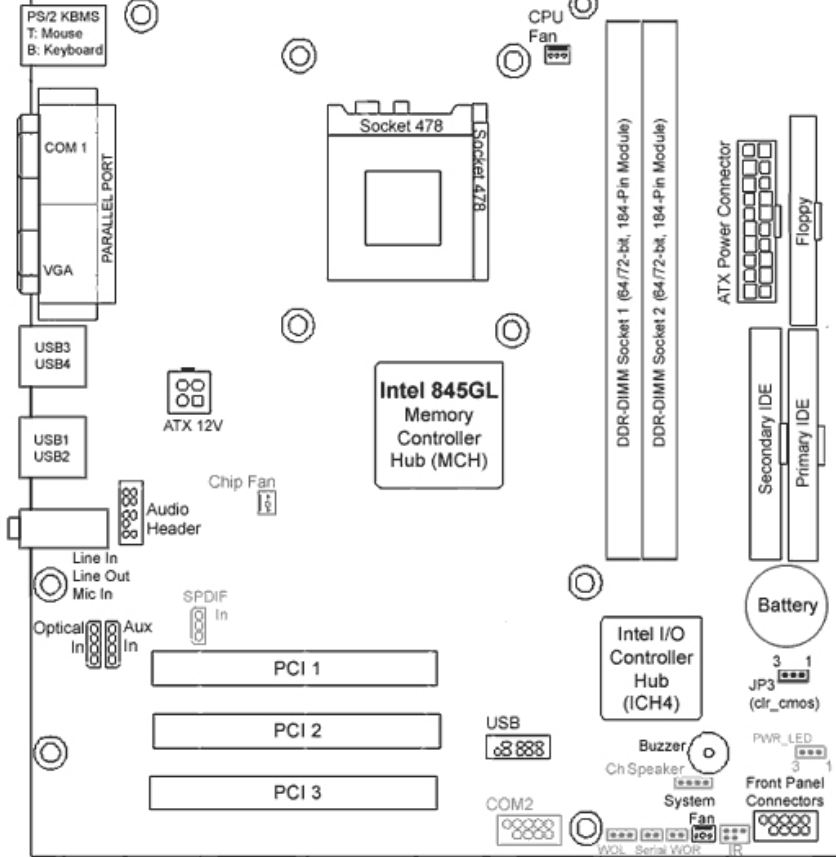 PS/2 KBMS
T: Mouse
B: Keyboard
CPU
Fan
Socket 478
Socket 478
COM 1
VGA
PARALLEL PORT
DDR-DIMM Socket 1 (64/72-bit, 184-Pin Module)
DDR-DIMM Socket 2 (64/72-bit, 184-Pin Module)
ATX Power Connector
Floppy
USB3
USB4
ATX 12V
Intel 845GL
Memory
Controller
Hub (MCH)
Secondary IDE
Primary IDE
USB1
USB2
Chip Fan
Audio
Header
Line In
Line Out
Mic In
SPDIF
In
Optical
In
Aux
In
Battery
Intel I/O
Controller
Hub
(ICH4)
3 1
JP3
(clr_cmos)
PCI 1
PCI 2
PCI 3
USB
Buzzer
PWR_LED
3 1
Ch Speaker
System
Fan
Front Panel
Connectors
COM2
WOL Serial WOR
IR